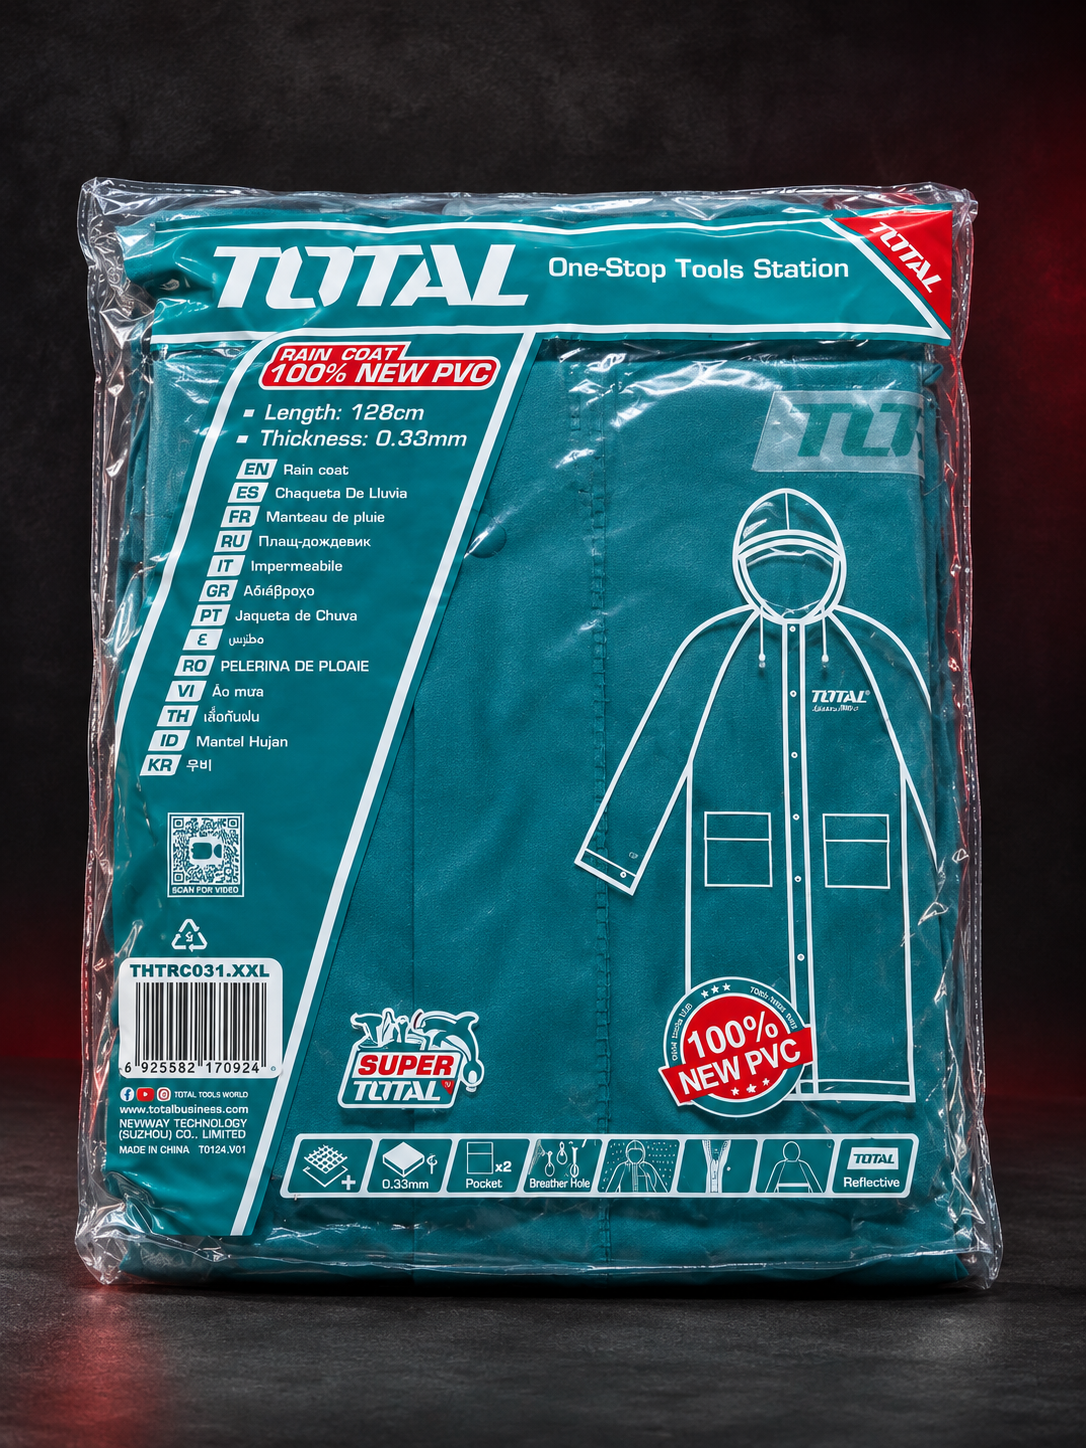 TOTAL
One-Stop Tools Station
TOTAL
RAIN COAT
100% NEW PVC
Length: 128cm
Thickness: 0.33mm
EN Rain coat
ES Chaqueta De Lluvia
FR Manteau de pluie
RU Плащ-дождевик
IT Impermeabile
GR Αδιάβροχο
PT Jaqueta de Chuva
RO PELERINA DE PLOAIE
VI Áo mưa
TH เสื้อกันฝน
ID Mantel Hujan
KR 우비
TOTAL
SCAN FOR VIDEO
5
THTRC031.XXL
6 925582 170924
TOTAL TOOLS WORLD
www.totalbusiness.com
NEWWAY TECHNOLOGY
(SUZHOU) CO., LIMITED
MADE IN CHINA T0124.V01
SUPER
TOTAL
100%
NEW PVC
0.33mm
x2
Pocket
Breather Hole
TOTAL
Reflective